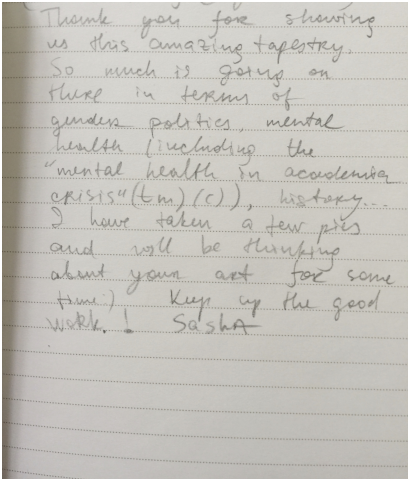 Thank you for showing
us this amazing tapestry.
So much is going on
there in terms of
gender politics, mental
health (including the
"mental health in academia
crisis" (tm) (c)), history...
I have taken a few pics
and will be thinking
about your art for some
time:) Keep up the good
work.! SashA